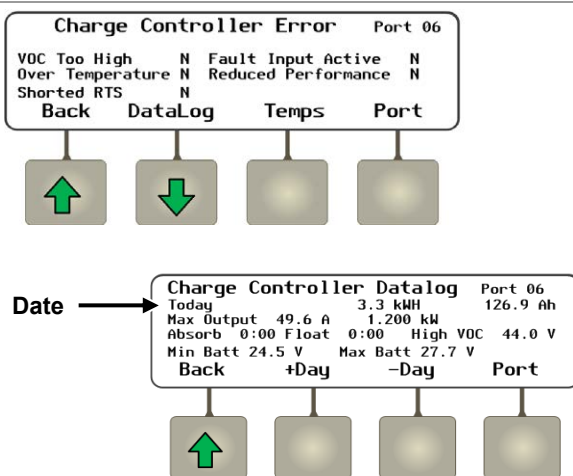 Charge Controller Error Port 06
VOC Too High N Fault Input Active N
Over Temperature N Reduced Performance N
Shorted RTS N
Back DataLog Temps Port
Charge Controller Datalog Port 06
Date
Today 3.3 kWH 126.9 Ah
Max Output 49.6 A 1.200 kW
Absorb 0:00 Float 0:00 High VOC 44.0 V
Min Batt 24.5 V Max Batt 27.7 V
Back +Day -Day Port